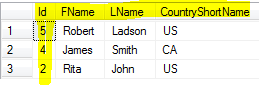 Id FName LName CountryShortName
1 5 Robert Ladson US
2 4 James Smith CA
3 2 Rita John US